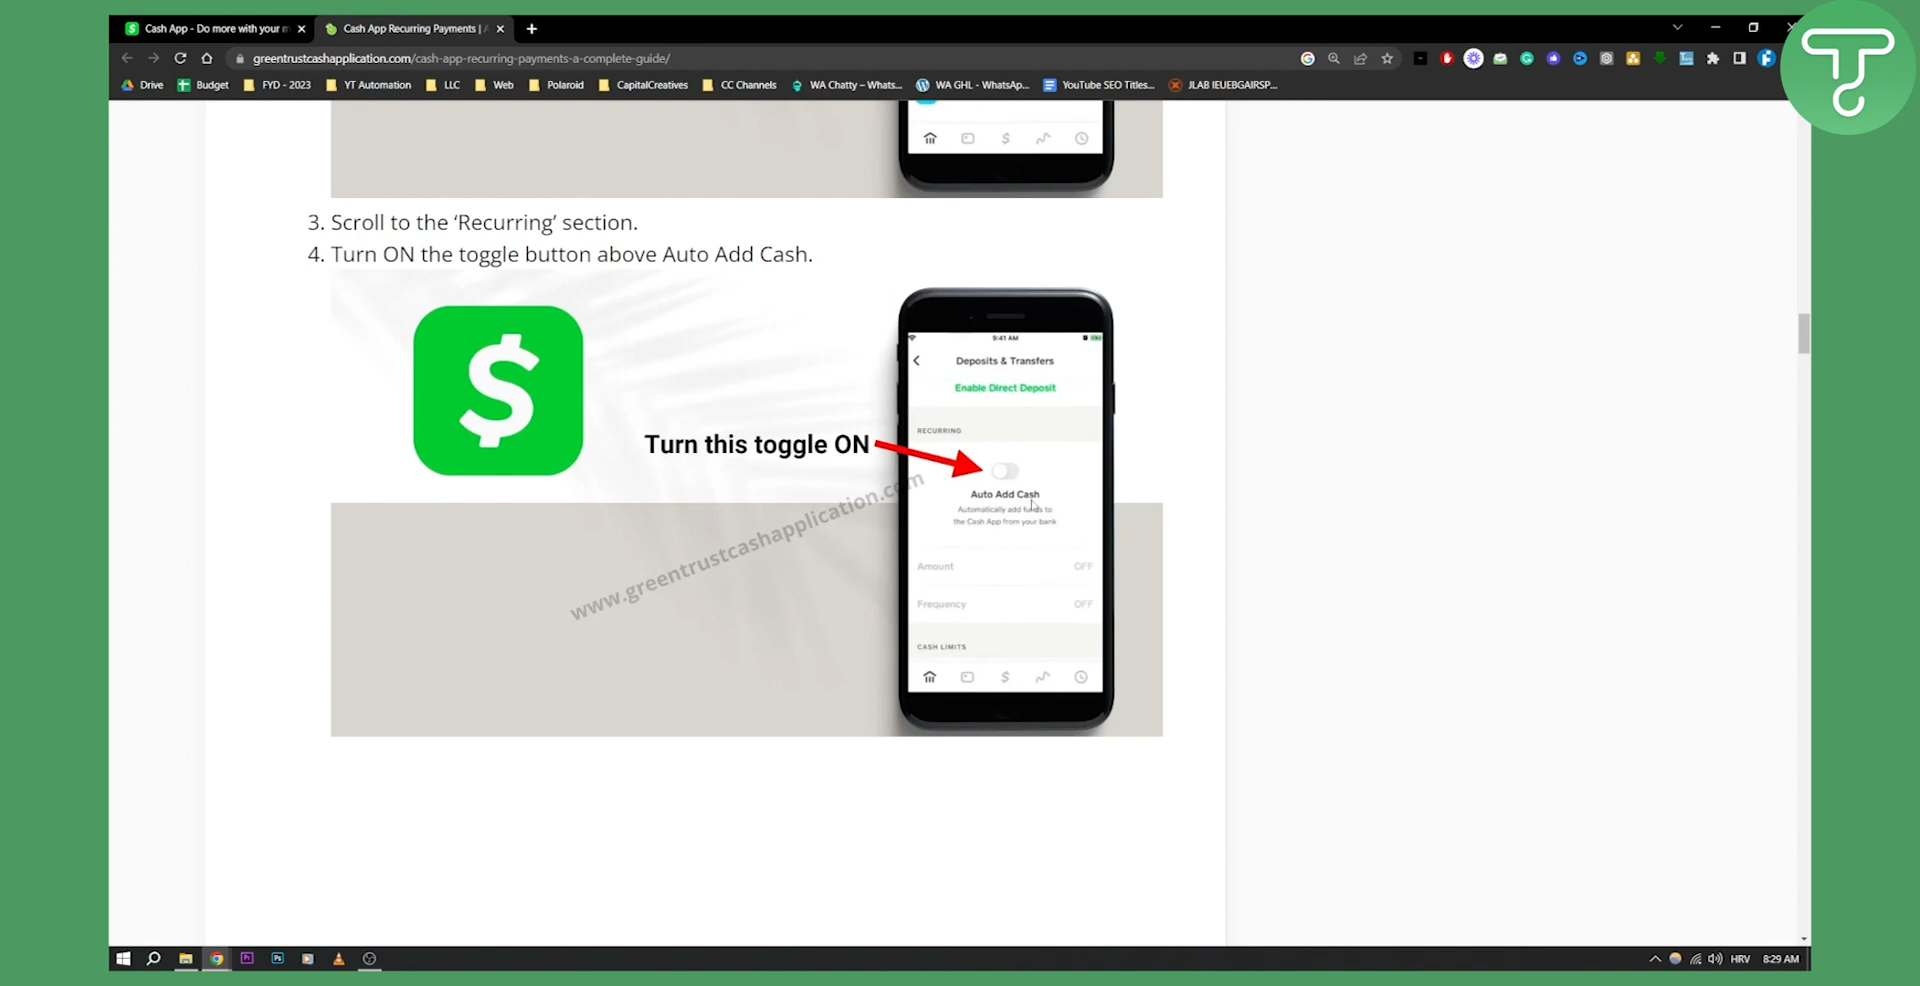 Cash App - Do more with your m
Cash App Recurring Payments | A
greentrustcashapplication.com/cash-app-recurring-payments-a-complete-guide/
Drive
Budget
FYD - 2023
YT Automation
LLC
Web
Polaroid
CapitalCreatives
CC Channels
WA Chatty – Whats...
WA GHL - WhatsAp...
YouTube SEO Titles...
JLAB IEUEBGAIRSP...
3. Scroll to the ‘Recurring’ section.
4. Turn ON the toggle button above Auto Add Cash.
9:41 AM
Deposits & Transfers
Enable Direct Deposit
RECURRING
Turn this toggle ON
Auto Add Cash
Automatically add funds to
the Cash App from your bank
www.greentrustcashapplication.com
Amount OFF
Frequency OFF
CASH LIMITS
HRV 8:29 AM